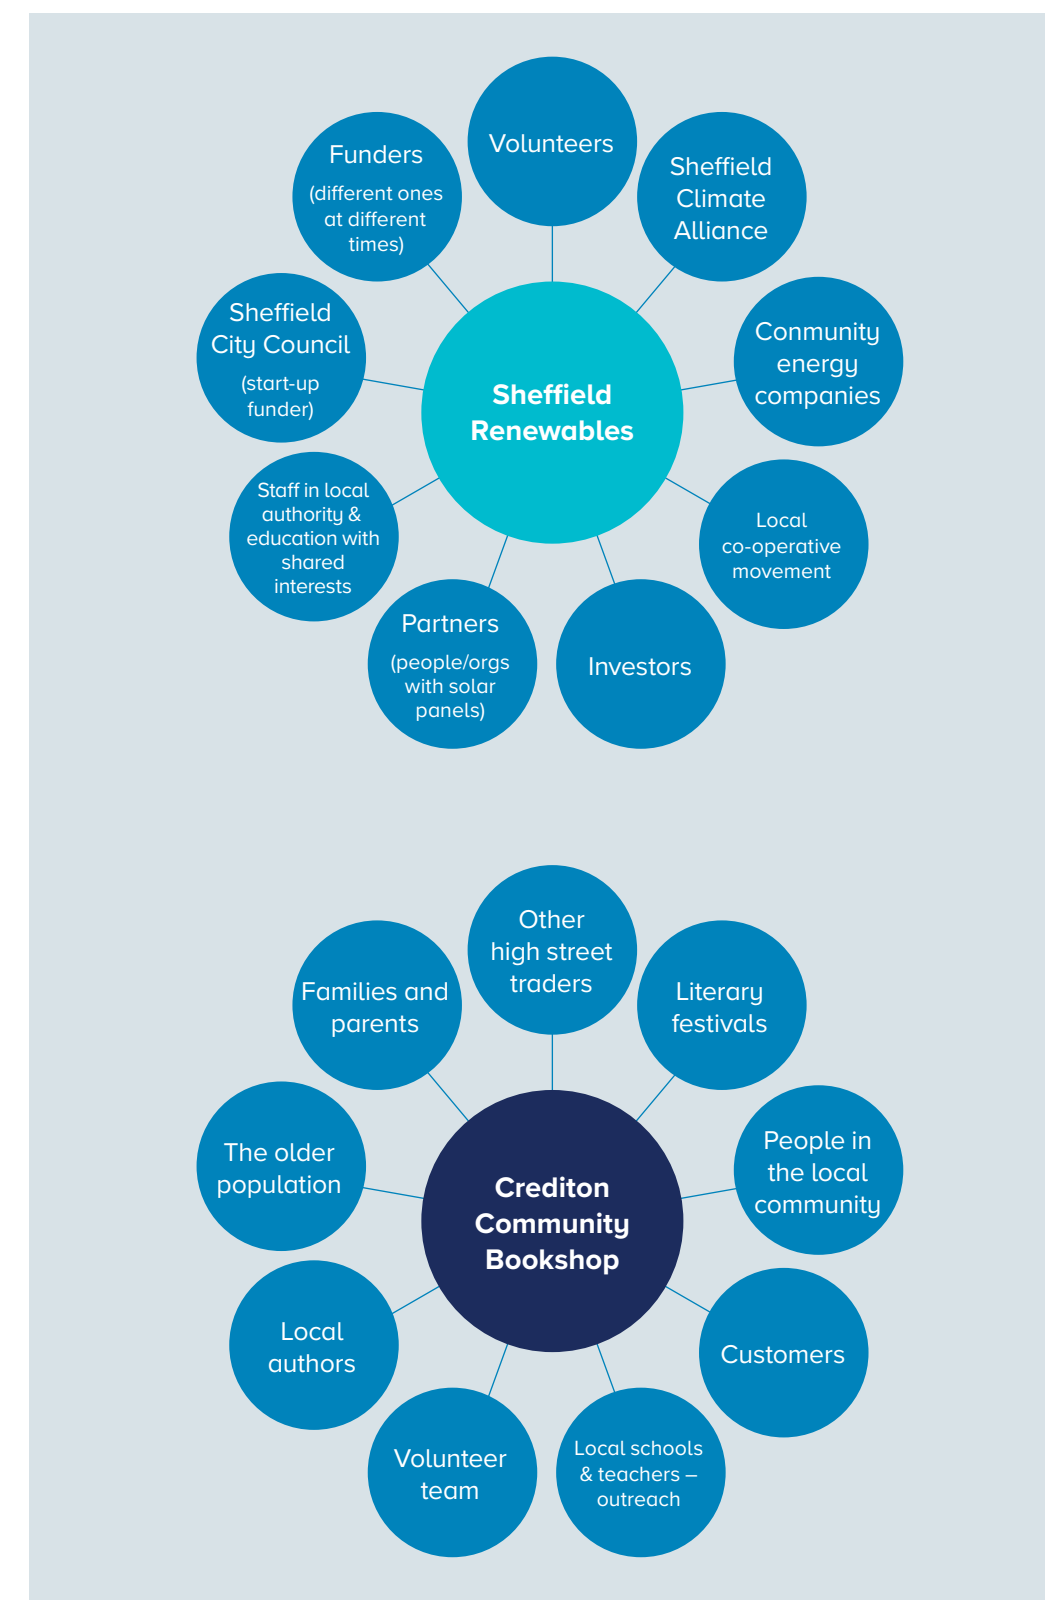 Volunteers
Funders
(different ones
at different
times)
Sheffield
Climate
Alliance
Sheffield
City Council
(start-up
funder)
Conmunity
energy
companies
Sheffield
Renewables
Staff in local
authority &
education with
shared
interests
Local
co-operative
movement
Partners
(people/orgs
with solar
panels)
Investors
Other
high street
traders
Families and
parents
Literary
festivals
The older
population
People in
the local
community
Crediton
Community
Bookshop
Local
authors
Customers
Volunteer
team
Local schools
& teachers –
outreach